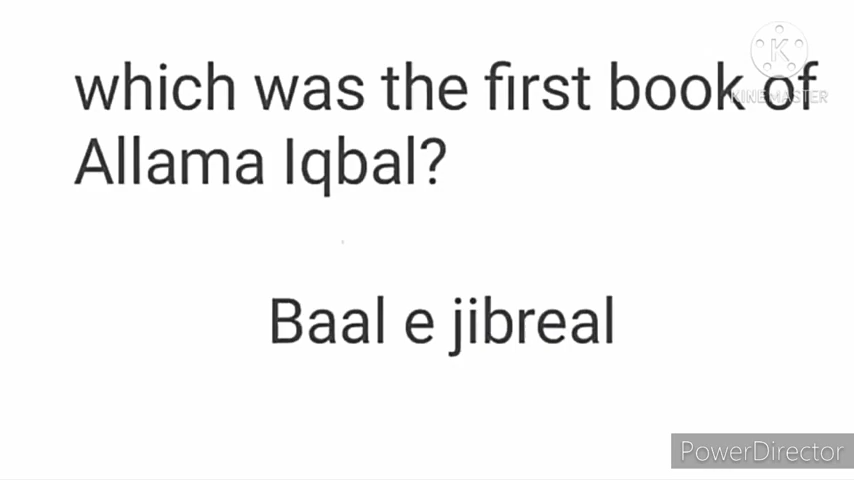 which was the first book of
Allama Iqbal?
Baal e jibreal
KINEMASTER
PowerDirector